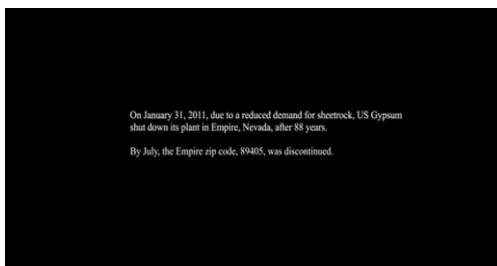 On January 31, 2011, due to a reduced demand for sheetrock, US Gypsum
shut down its plant in Empire, Nevada, after 88 years.
By July, the Empire zip code, 89405, was discontinued.